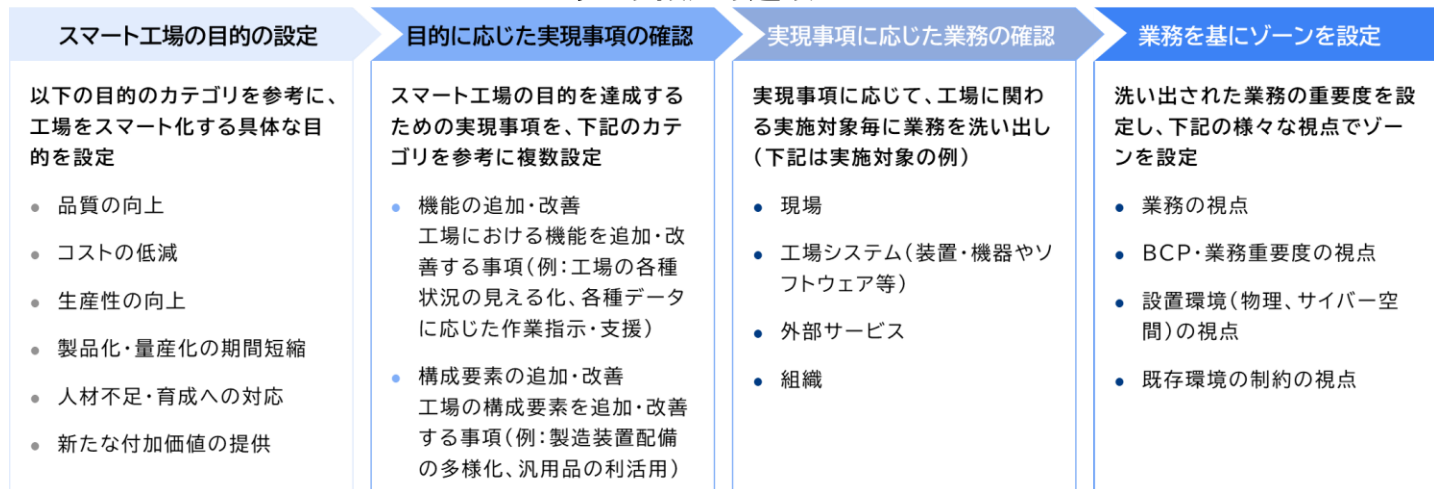 スマート工場の目的の設定
目的に応じた実現事項の確認
実現事項に応じた業務の確認
業務を基にゾーンを設定
以下の目的のカテゴリを参考に、
工場をスマート化する具体な目
的を設定
• 品質の向上
• コストの低減
• 生産性の向上
• 製品化・量産化の期間短縮
• 人材不足・育成への対応
• 新たな付加価値の提供
スマート工場の目的を達成する
ための実現事項を、下記のカテ
ゴリを参考に複数設定
• 機能の追加・改善
工場における機能を追加・改
善する事項(例:工場の各種
状況の見える化、各種データ
に応じた作業指示・支援)
• 構成要素の追加・改善
工場の構成要素を追加・改善
する事項(例:製造装置配備
の多様化、汎用品の利活用)
実現事項に応じて、工場に関わ
る実施対象毎に業務を洗い出し
(下記は実施対象の例)
• 現場
• 工場システム(装置・機器やソ
フトウェア等)
• 外部サービス
• 組織
洗い出された業務の重要度を設
定し、下記の様々な視点でゾー
ンを設定
• 業務の視点
• BCP・業務重要度の視点
• 設置環境(物理、サイバー空
間)の視点
• 既存環境の制約の視点